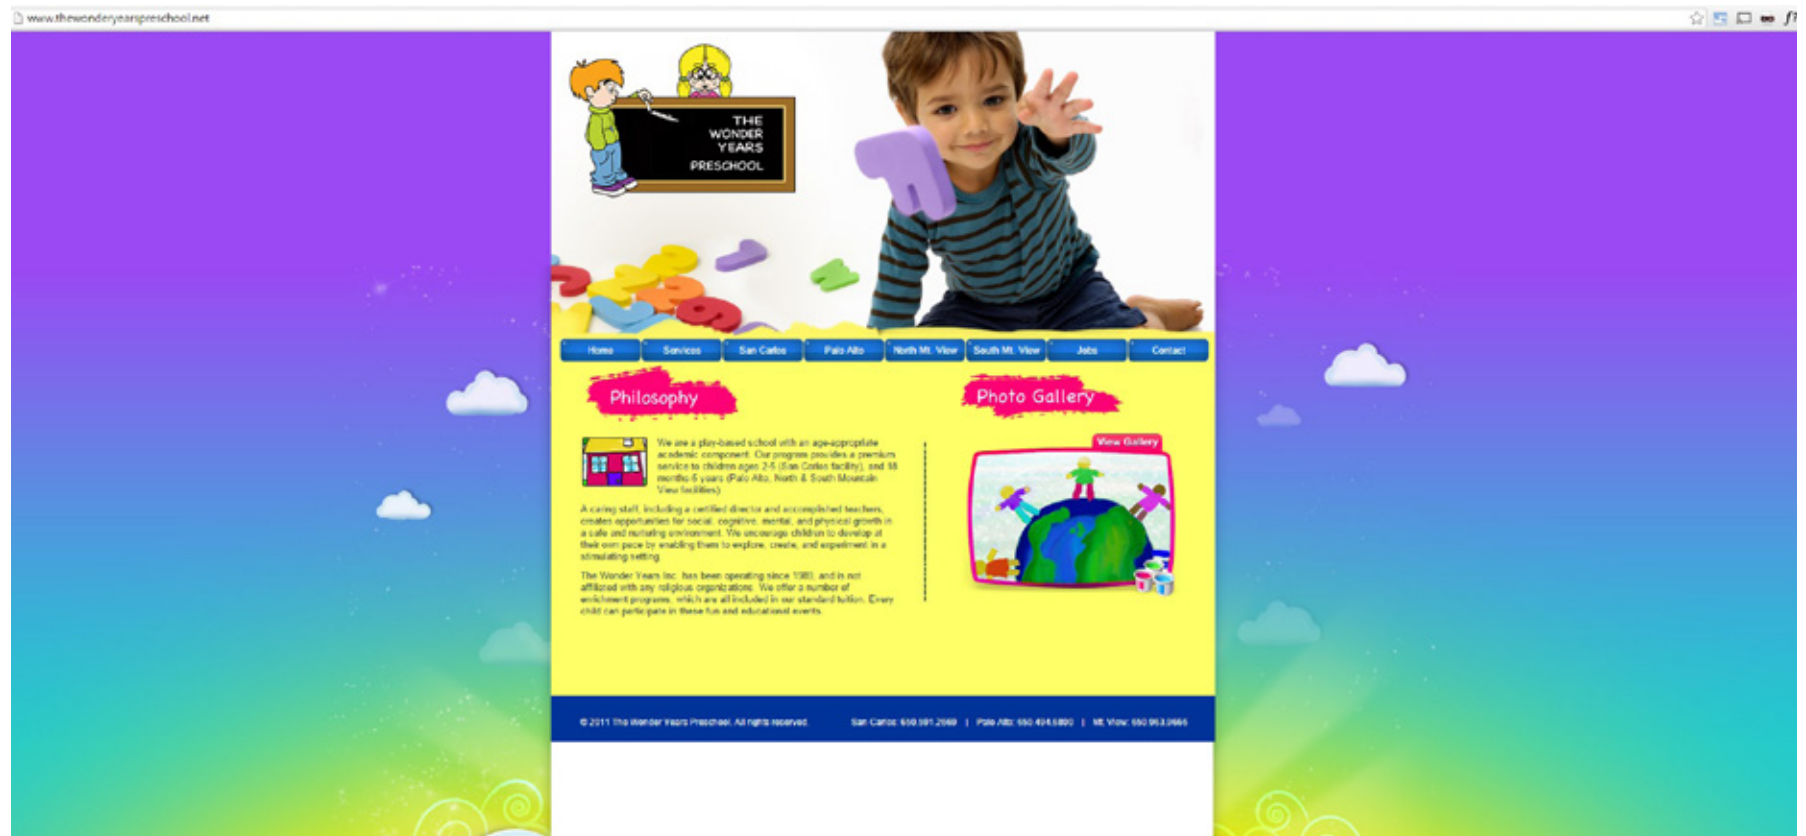 www.thewonderyearspreschool.net
THE
WONDER
YEARS
PRESCHOOL
Home Services San Carlos Palo Alto North Mt. View South Mt. View Jobs Contact
Philosophy
Photo Gallery
View Gallery
We are a play-based school with an age-appropriate
academic component. Our program provides a premium
service to children ages 2-5 (San Carlos facility), and 18
months-5 years (Palo Alto, North & South Mountain
View facilities)
A caring staff, including a certified director and accomplished teachers,
creates opportunities for social, cognitive, mental, and physical growth in
a safe and nurturing environment. We encourage children to develop at
their own pace by enabling them to explore, create, and experiment in a
stimulating setting.
The Wonder Years Inc. has been operating since and is not
affiliated with any religious organizations. We offer a number of
enrichment programs, which are all included in our standard tuition. Every
child can participate in these fun and educational events.
© 2011 The Wonder Years Preschool. All rights reserved. San Carlos: | Palo Alto: | Mt. View: